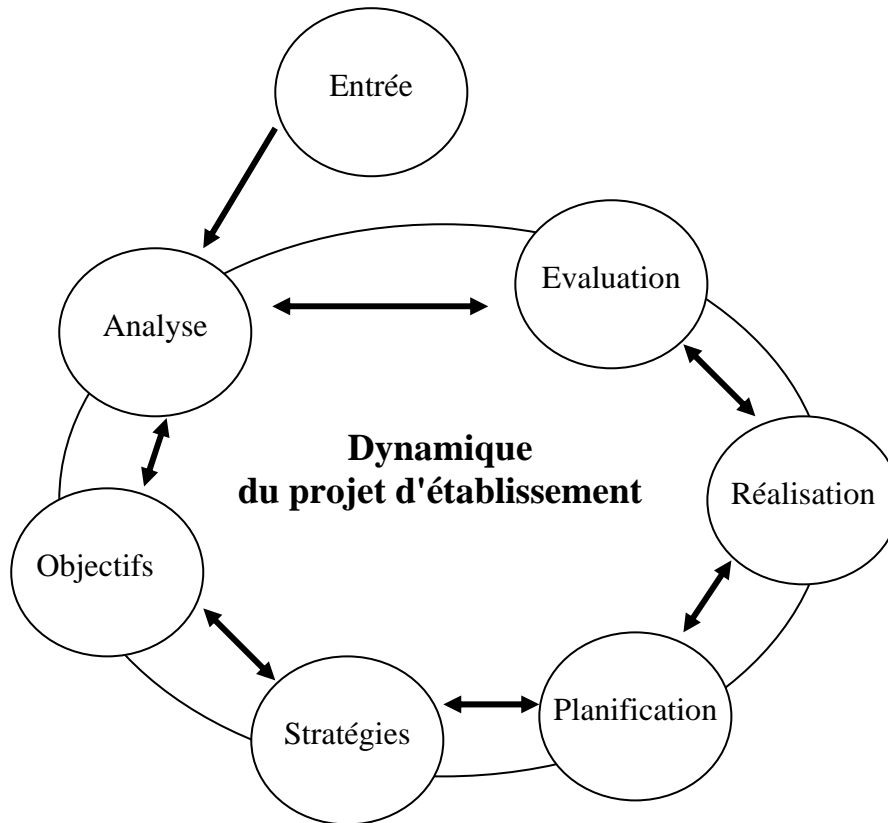 Entrée
Evaluation
Analyse
Dynamique
du projet d'établissement
Réalisation
Objectifs
Planification
Stratégies